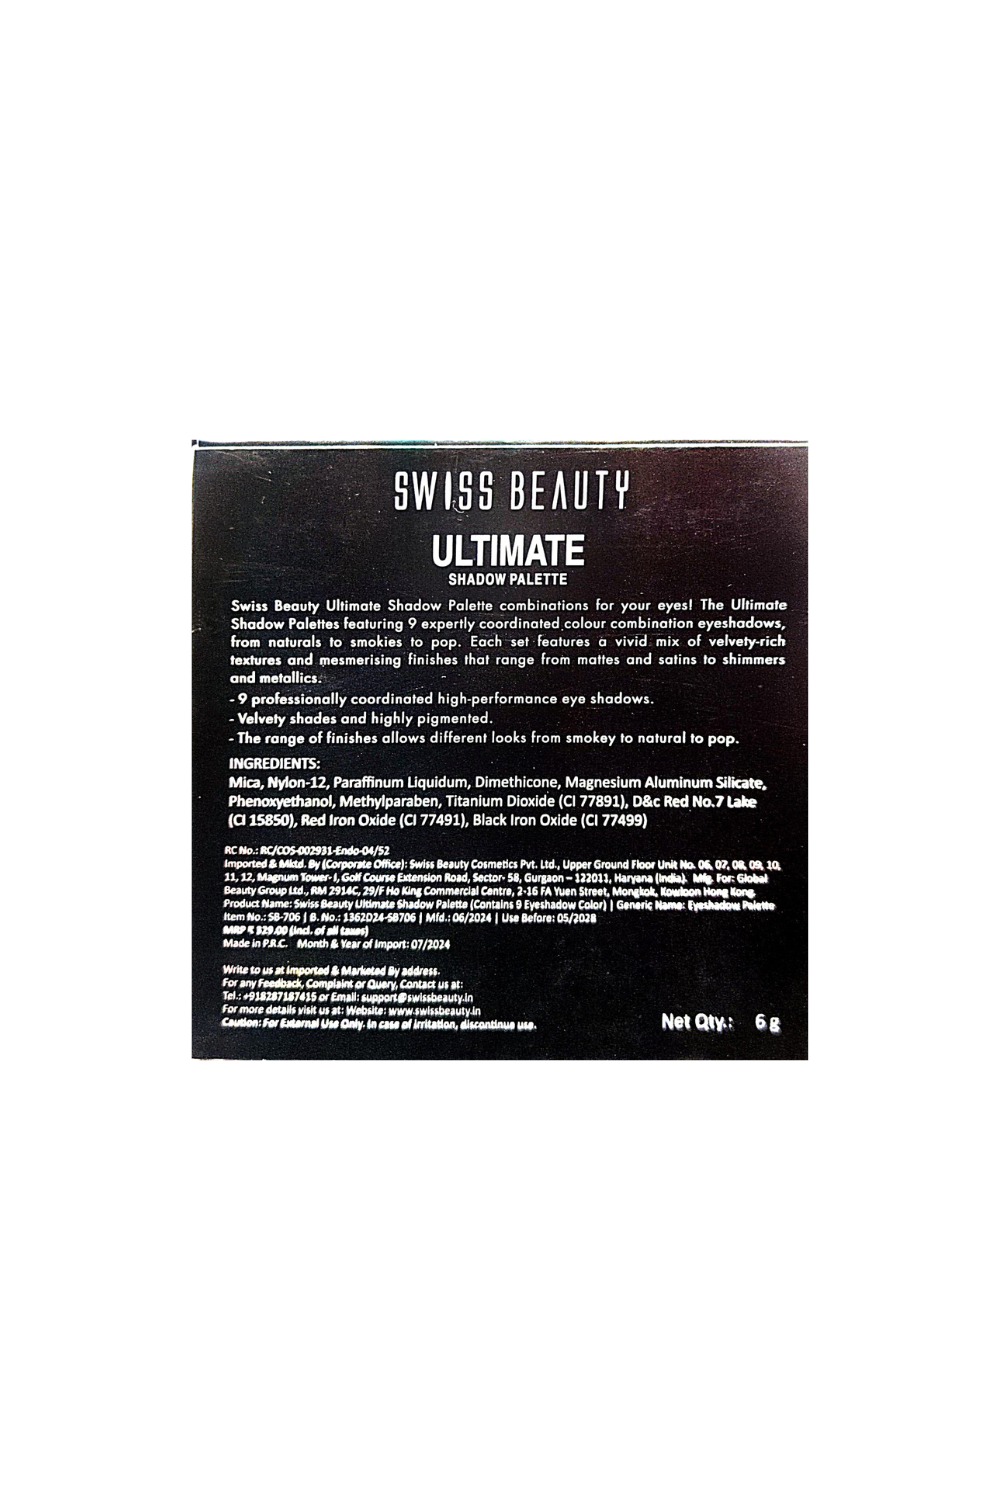 SWISS BEAUTY
ULTIMATE
SHADOW PALETTE
Swiss Beauty Ultimate Shadow Palette combinations for your eyes! The Ultimate
Shadow Palettes featuring 9 expertly coordinated colour combination eyeshadows,
from naturals to smokies to pop. Each set features a vivid mix of velvety-rich
textures and mesmerising finishes that range from mattes and satins to shimmers
and metallics.
- 9 professionally coordinated high-performance eye shadows.
- Velvety shades and highly pigmented.
- The range of finishes allows different looks from smokey to natural to pop.
INGREDIENTS:
Mica, Nylon-12, Paraffinum Liquidum, Dimethicone, Magnesium Aluminum Silicate,
Phenoxyethanol, Methylparaben, Titanium Dioxide (CI 77891), D&c Red No.7 Lake
(CI 15850), Red Iron Oxide (CI 77491), Black Iron Oxide (CI 77499)
RC No.: RC/COS-002931-Endo-04/52
Imported & Mktd. By (Corporate Office): Swiss Beauty Cosmetics Pvt. Ltd., Upper Ground Floor Unit No. 06, 07, 08, 09, 10,
11, 12, Magnum Tower-I, Golf Course Extension Road, Sector- 58, Gurgaon – 122011, Haryana (India). Mfg. For: Global
Beauty Group Ltd., RM 2914C, 29/F Ho King Commercial Centre, 2-16 FA Yuen Street, Mongkok, Kowloon Hong Kong.
Product Name: Swiss Beauty Ultimate Shadow Palette (Contains 9 Eyeshadow Color) | Generic Name: Eyeshadow Palette
Item No.: SB-706 | B. No.: 1362D24-SB706 | Mfd.: 06/2024 | Use Before: 05/2028
MRP ₹ 329.00 (Incl. of all taxes)
Made in P.R.C. Month & Year of Import: 07/2024
Write to us at Imported & Marketed By address.
For any Feedback, Complaint or Query, Contact us at:
Tel.: +918287187415 or Email: support@swissbeauty.in
For more details visit us at: Website: www.swissbeauty.in
Caution: For External Use Only. In case of irritation, discontinue use.
Net Qty.: 6 g